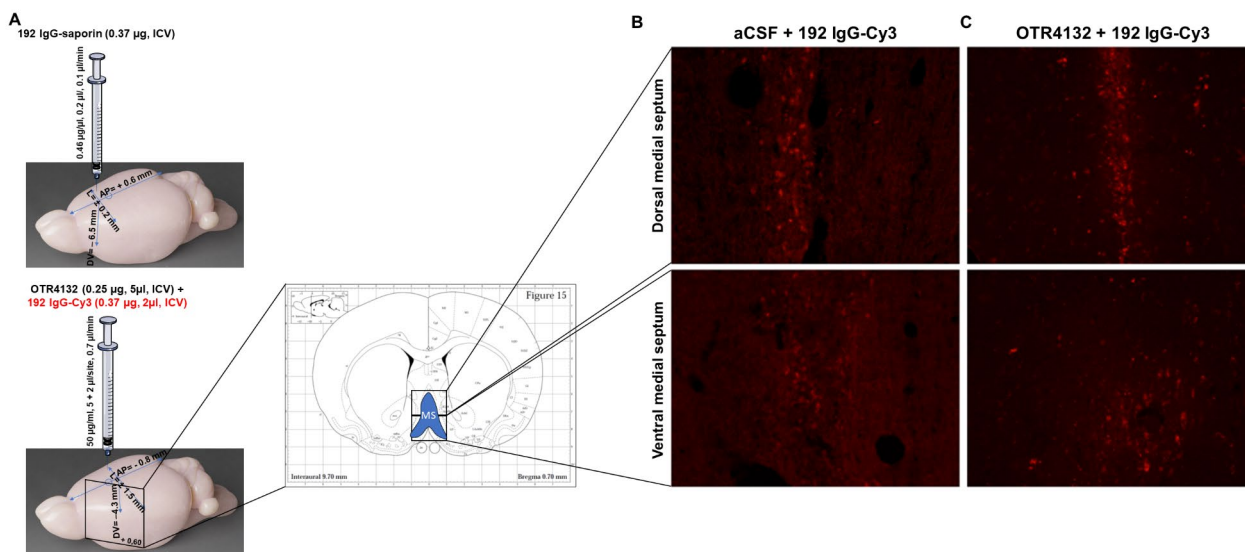 A
192 IgG-saporin (0.37 µg, ICV)
0.46 µg/µl, 0.2 µl/, 0.1 µl/min
AP= + 0.6 mm
L= ± 0.2 mm
DV= – 6.5 mm
OTR4132 (0.25 µg, 5µl, ICV) +
192 IgG-Cy3 (0.37 µg, 2µl, ICV)
50 µg/ml, 5 + 2 µl/site, 0.7 µl/min
AP= - 0.8 mm
1.5 mm
DV= –4.3 mm
+ 0,60
Figure 15
MS
Interaural 9.70 mm
Bregma 0.70 mm
B
aCSF + 192 IgG-Cy3
C
OTR4132 + 192 IgG-Cy3
Dorsal medial septum
Ventral medial septum